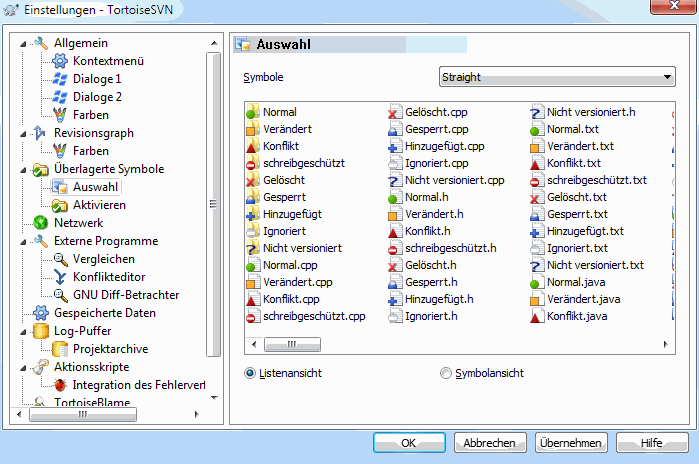 Einstellungen - TortoiseSVN
Allgemein
Kontextmenü
Dialoge 1
Dialoge 2
Farben
Revisionsgraph
Farben
Überlagerte Symbole
Auswahl
Aktivieren
Netzwerk
Externe Programme
Vergleichen
Konflikteditor
GNU Diff-Betrachter
Gespeicherte Daten
Log-Puffer
Projektarchive
Aktionsskripte
Integration des Fehlerverf
TortoiseBlame
Auswahl
Symbole
Straight
Normal
Verändert
Konflikt
schreibgeschützt
Gelöscht
Gesperrt
Hinzugefügt
Ignoriert
Nicht versioniert
Normal.cpp
Verändert.cpp
Konflikt.cpp
schreibgeschützt.cpp
Gelöscht.cpp
Gesperrt.cpp
Hinzugefügt.cpp
Ignoriert.cpp
Nicht versioniert.cpp
Normal.h
Verändert.h
Konflikt.h
schreibgeschützt.h
Gelöscht.h
Gesperrt.h
Hinzugefügt.h
Ignoriert.h
Nicht versioniert.h
Normal.txt
Verändert.txt
Konflikt.txt
schreibgeschützt.txt
Gelöscht.txt
Gesperrt.txt
Hinzugefügt.txt
Ignoriert.txt
Nicht versioniert.txt
Normal.java
Verändert.java
Konflikt.java
Listenansicht
Symbolansicht
OK
Abbrechen
Übernehmen
Hilfe